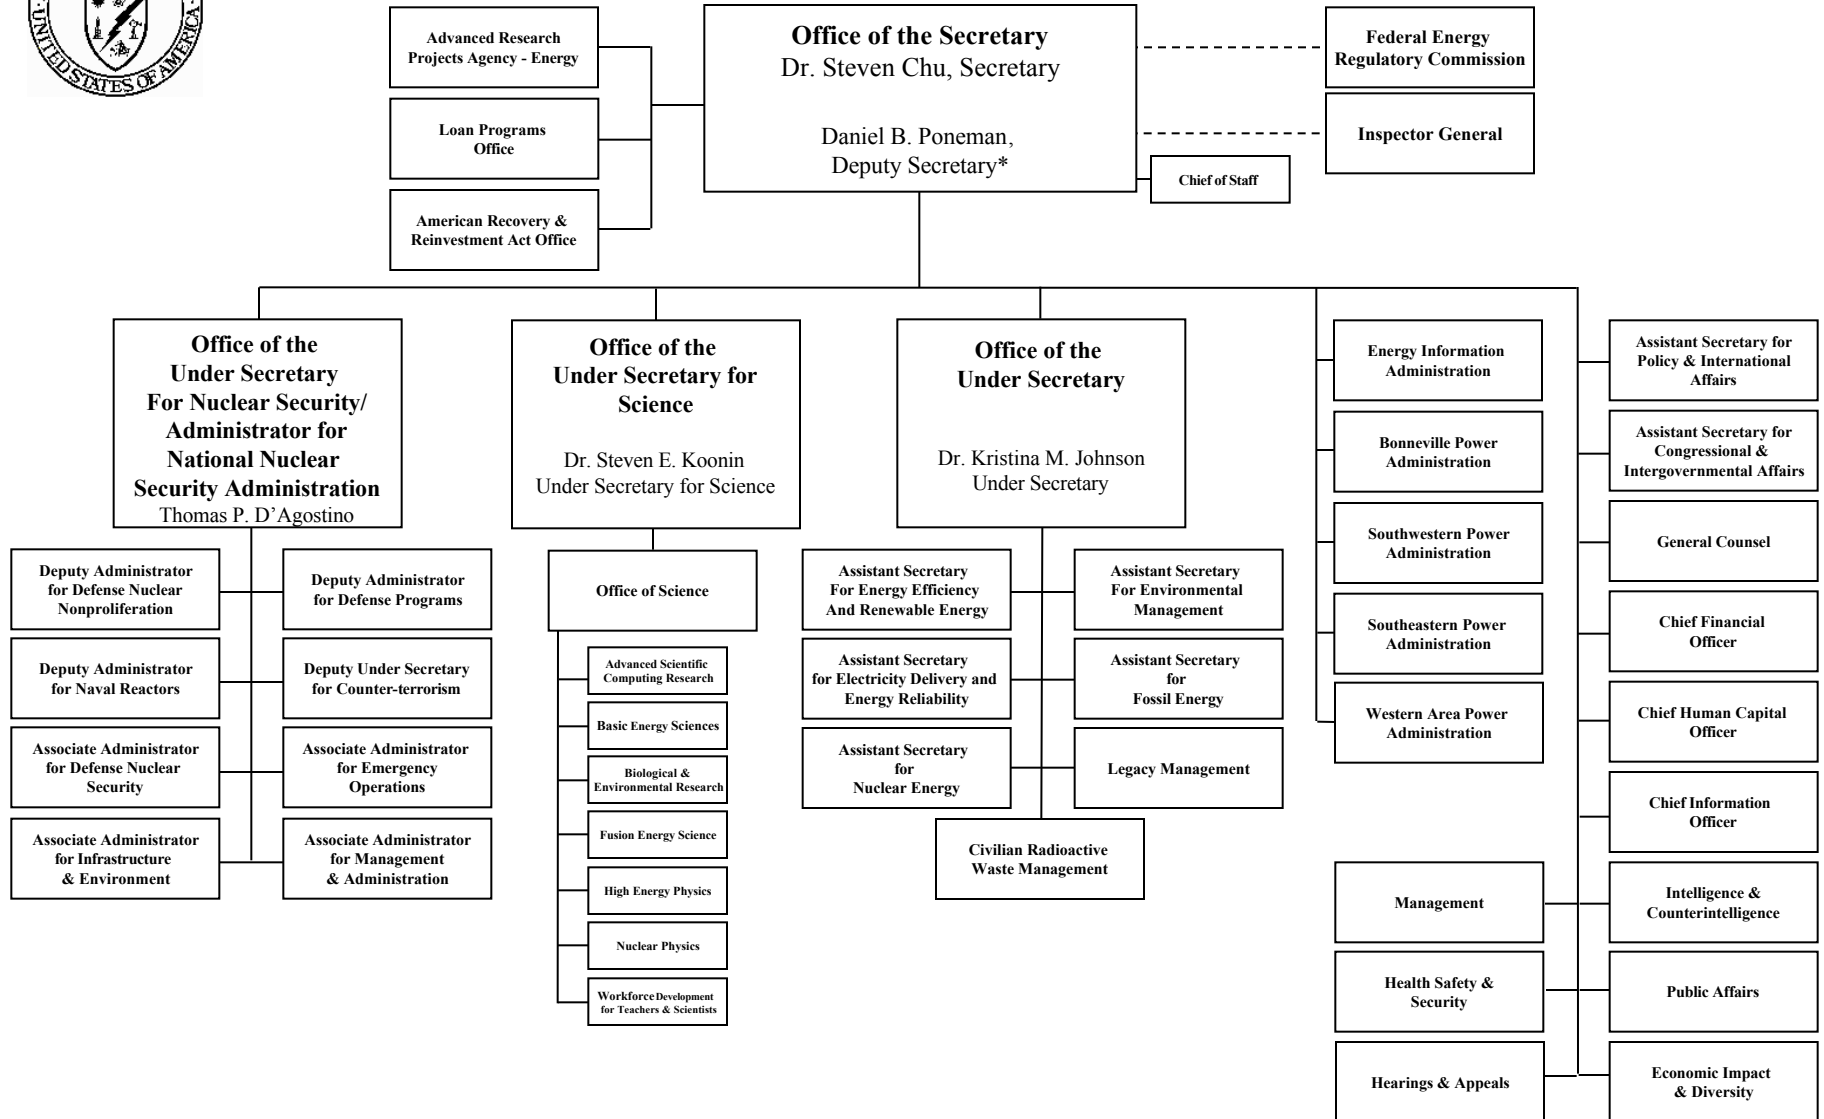 UNITED STATES OF AMERICA
Advanced Research
Projects Agency - Energy
Loan Programs
Office
American Recovery &
Reinvestment Act Office
Office of the Secretary
Dr. Steven Chu, Secretary
Daniel B. Poneman,
Deputy Secretary*
Federal Energy
Regulatory Commission
Inspector General
Chief of Staff
Office of the
Under Secretary
For Nuclear Security/
Administrator for
National Nuclear
Security Administration
Thomas P. D’Agostino
Deputy Administrator
for Defense Nuclear
Nonproliferation
Deputy Administrator
for Defense Programs
Deputy Administrator
for Naval Reactors
Deputy Under Secretary
for Counter-terrorism
Associate Administrator
for Defense Nuclear
Security
Associate Administrator
for Emergency
Operations
Associate Administrator
for Infrastructure
& Environment
Associate Administrator
for Management
& Administration
Office of the
Under Secretary for
Science
Dr. Steven E. Koonin
Under Secretary for Science
Office of Science
Advanced Scientific
Computing Research
Basic Energy Sciences
Biological &
Environmental Research
Fusion Energy Science
High Energy Physics
Nuclear Physics
Workforce Development
for Teachers & Scientists
Office of the
Under Secretary
Dr. Kristina M. Johnson
Under Secretary
Assistant Secretary
For Energy Efficiency
And Renewable Energy
Assistant Secretary
For Environmental
Management
Assistant Secretary
for Electricity Delivery and
Energy Reliability
Assistant Secretary
for
Fossil Energy
Assistant Secretary
for
Nuclear Energy
Legacy Management
Civilian Radioactive
Waste Management
Energy Information
Administration
Bonneville Power
Administration
Southwestern Power
Administration
Southeastern Power
Administration
Western Area Power
Administration
Assistant Secretary for
Policy & International
Affairs
Assistant Secretary for
Congressional &
Intergovernmental Affairs
General Counsel
Chief Financial
Officer
Chief Human Capital
Officer
Chief Information
Officer
Management
Intelligence &
Counterintelligence
Health Safety &
Security
Public Affairs
Hearings & Appeals
Economic Impact
& Diversity